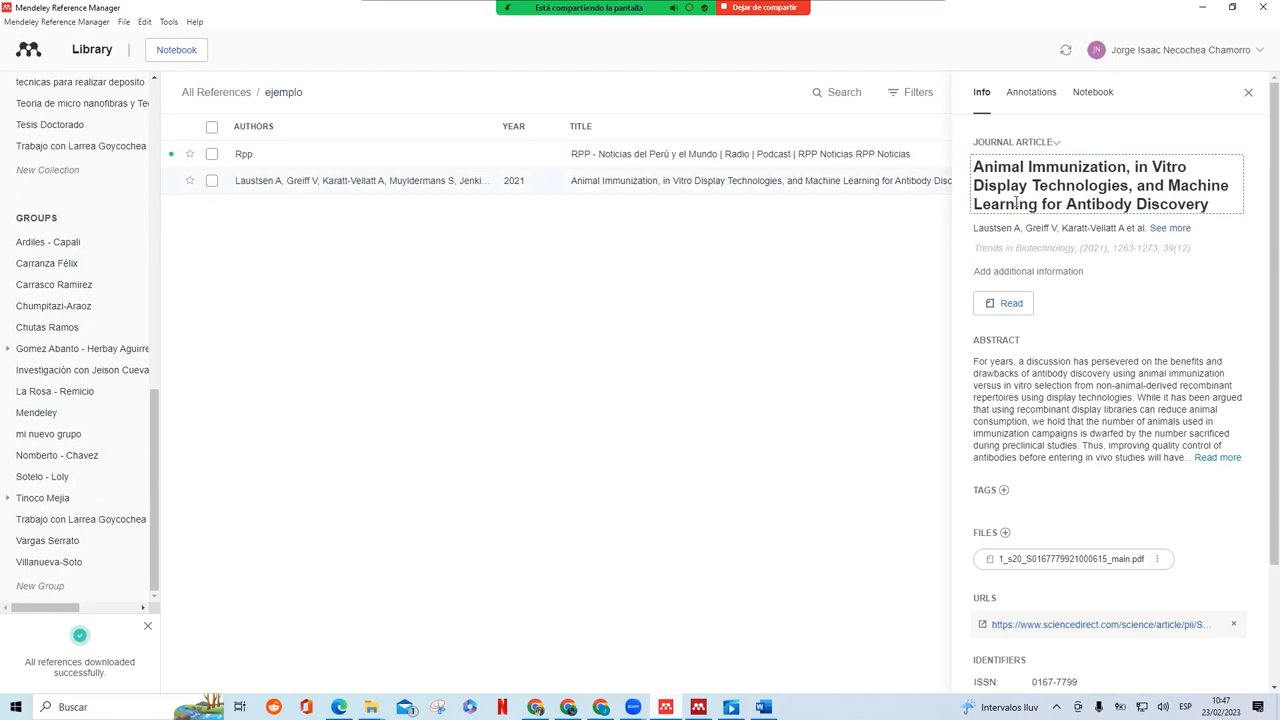 Mendeley Reference Manager
Está compartiendo la pantalla
Dejar de compartir
Mendeley Reference Manager File Edit Tools Help
Library
Notebook
Jorge Isaac Necochea Chamorro
tecnicas para realizar deposito
Teoria de micro nanofibras y Te
Tesis Doctorado
Trabajo con Larrea Goycochea
New Collection
GROUPS
Ardiles - Capali
Carranza Félix
Carrasco Ramirez
Chumpitazi-Araoz
Chutas Ramos
Gomez Abanto - Herbay Aguirre
Investigaciòn con Jeison Cueva
La Rosa - Remicio
Mendeley
mi nuevo grupo
Nomberto - Chavez
Sotelo - Loly
Tinoco Mejia
Trabajo con Larrea Goycochea
Vargas Serrato
Villanueva-Soto
New Group
All references downloaded
successfully.
All References / ejemplo
Search
Filters
AUTHORS YEAR TITLE
Rpp RPP - Noticias del Perú y el Mundo | Radio | Podcast | RPP Noticias RPP Noticias
Laustsen A, Greiff V, Karatt-Vellatt A, Muyldermans S, Jenki... 2021 Animal Immunization, in Vitro Display Technologies, and Machine Learning for Antibody Disc
Info Annotations Notebook
JOURNAL ARTICLE
Animal Immunization, in Vitro
Display Technologies, and Machine
Learning for Antibody Discovery
Laustsen A, Greiff V, Karatt-Vellatt A et al. See more
Trends in Biotechnology, (2021), 1263-1273, 39(12)
Add additional information
Read
ABSTRACT
For years, a discussion has persevered on the benefits and
drawbacks of antibody discovery using animal immunization
versus in vitro selection from non-animal-derived recombinant
repertoires using display technologies. While it has been argued
that using recombinant display libraries can reduce animal
consumption, we hold that the number of animals used in
immunization campaigns is dwarfed by the number sacrificed
during preclinical studies. Thus, improving quality control of
antibodies before entering in vivo studies will have... Read more
TAGS
FILES
1_s20_S0167779921000615_main.pdf
URLS
https://www.sciencedirect.com/science/article/pii/S...
IDENTIFIERS
ISSN: 0167-7799
Buscar
Intervalos lluv
ESP
10:47
23/02/2023